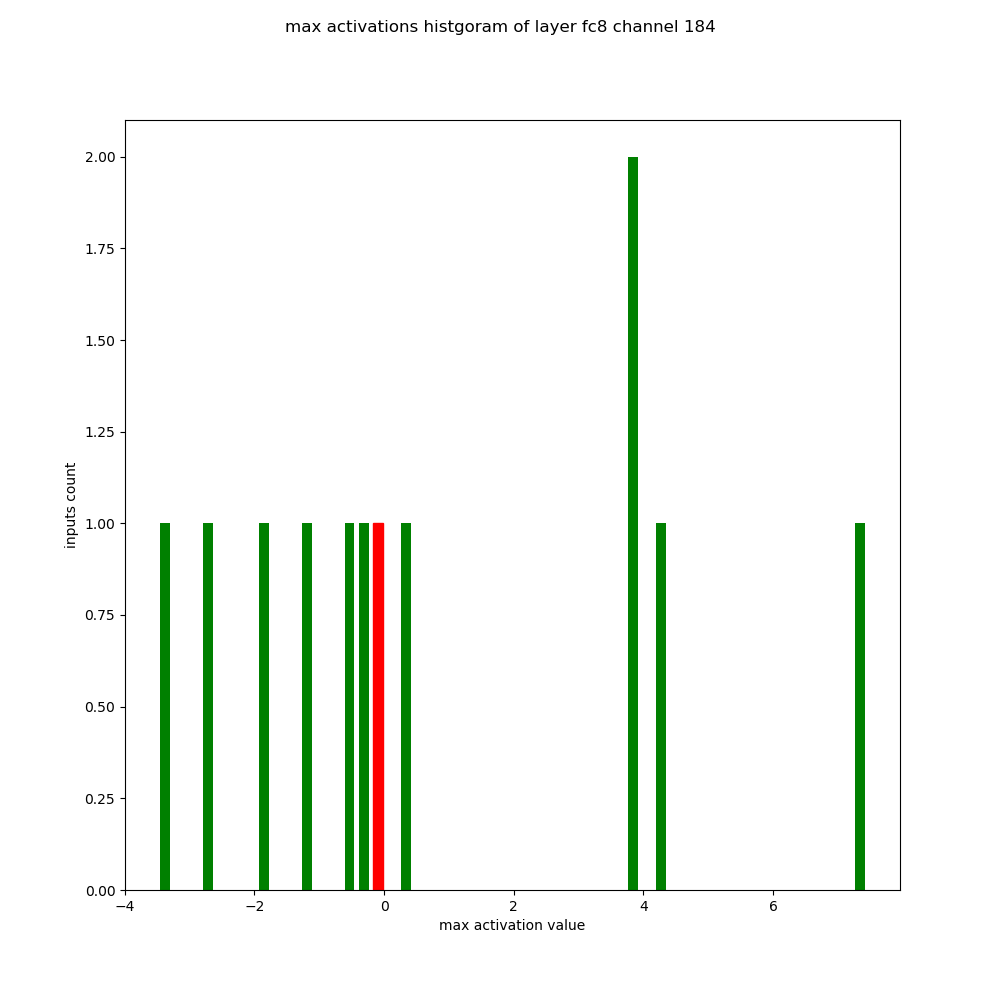 max activations histgoram of layer fc8 channel 184
2.00
1.75
1.50
1.25
1.00
0.75
0.50
0.25
0.00
inputs count
−4 −2 0 2 4 6
max activation value